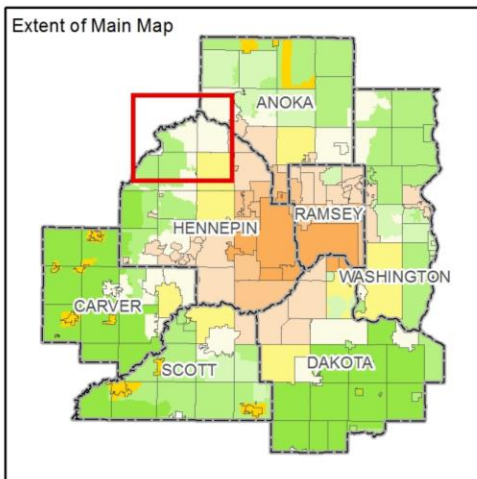 Extent of Main Map
ANOKA
HENNEPIN
RAMSEY
WASHINGTON
CARVER
SCOTT
DAKOTA